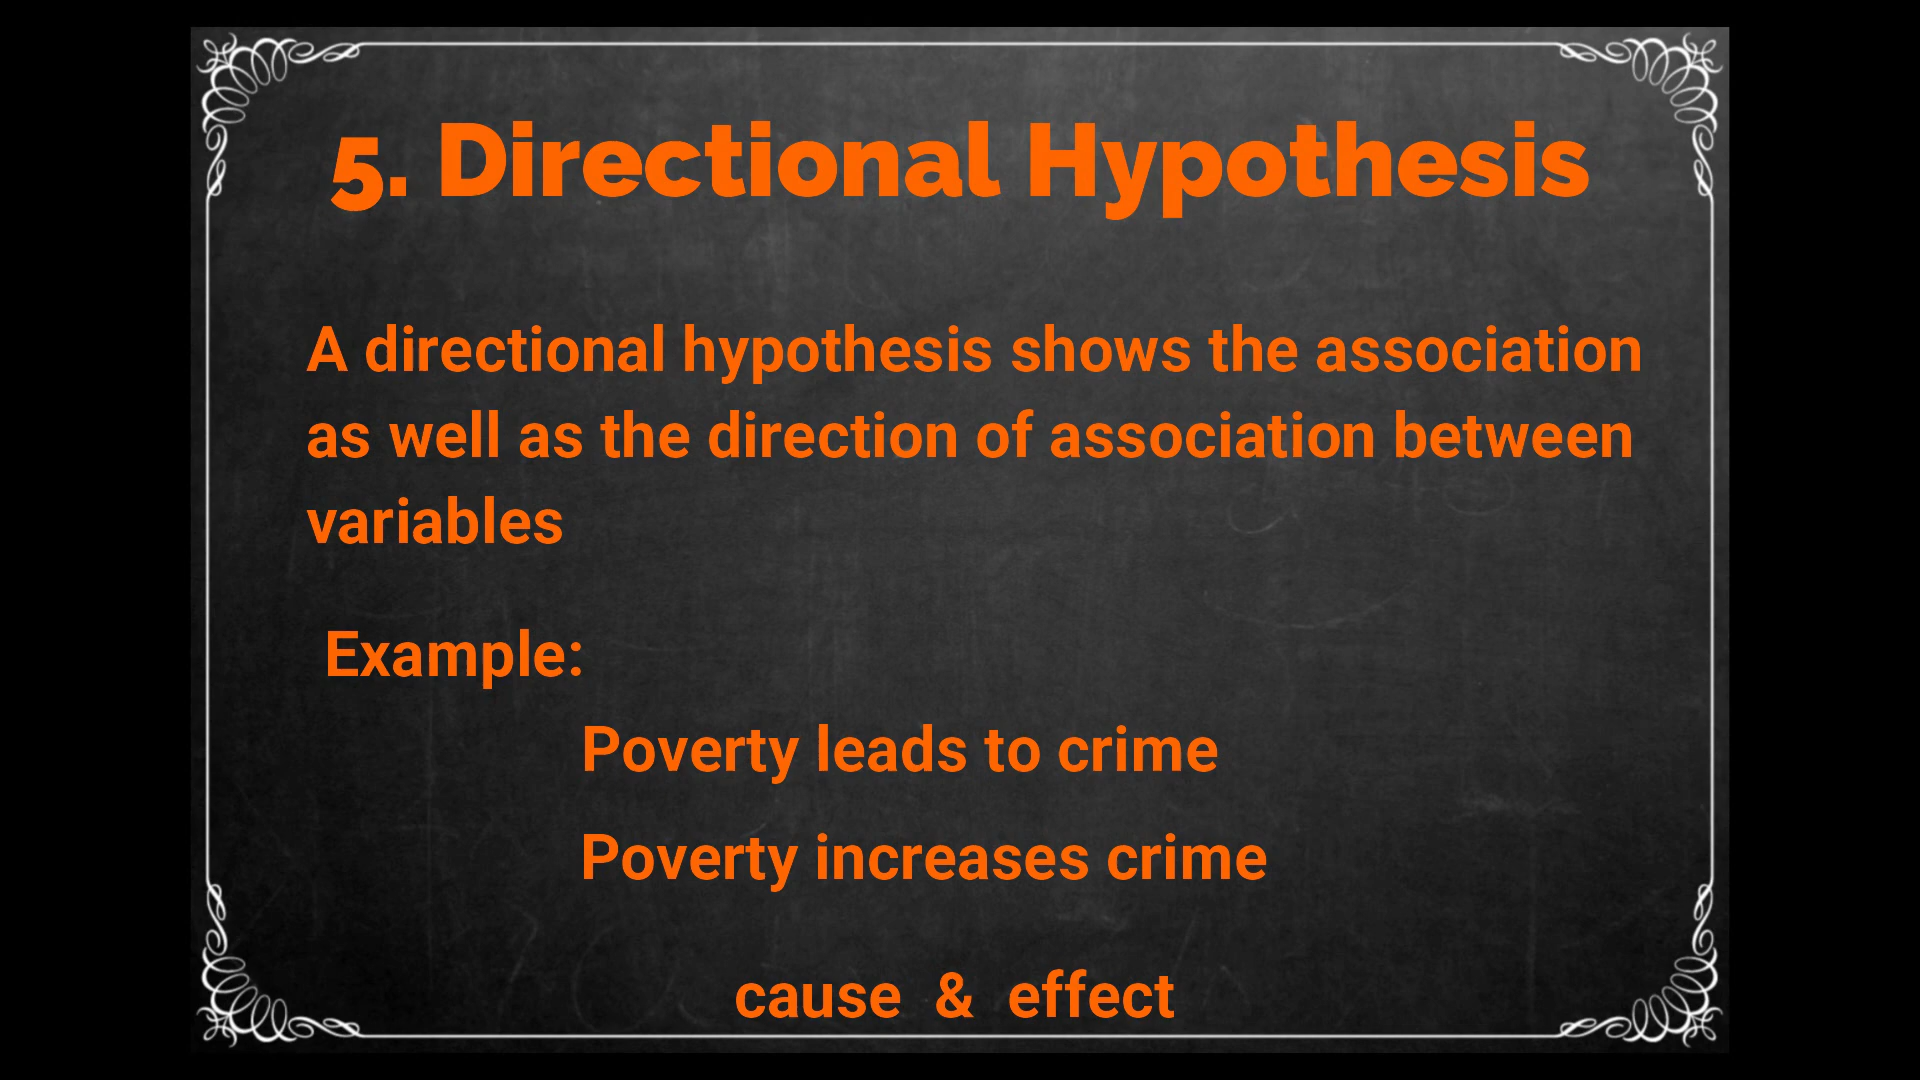 5. Directional Hypothesis
A directional hypothesis shows the association
as well as the direction of association between
variables
Example:
Poverty leads to crime
Poverty increases crime
cause & effect